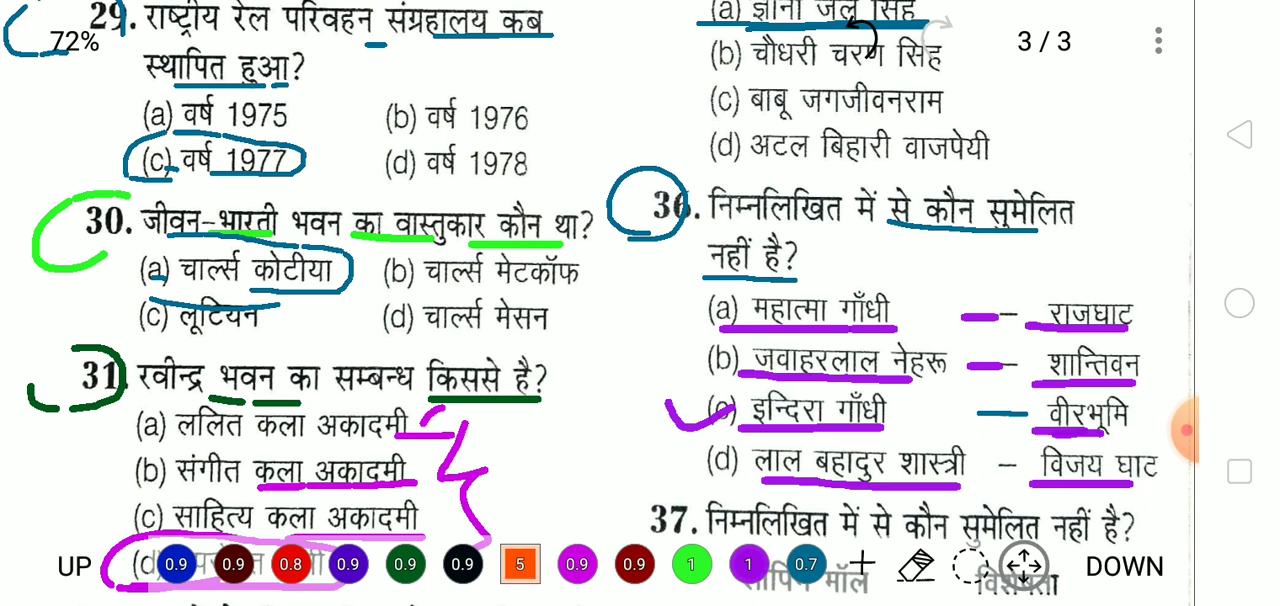 29. राष्ट्रीय रेल परिवहन संग्रहालय कब
72%
स्थापित हुआ?
(a) वर्ष 1975 (b) वर्ष 1976
(c) वर्ष 1977 (d) वर्ष 1978
30. जीवन-भारती भवन का वास्तुकार कौन था?
(a) चार्ल्स कोटीया (b) चार्ल्स मेटकॉफ
(c) लूटियन (d) चार्ल्स मेसन
31. रवीन्द्र भवन का सम्बन्ध किससे है?
(a) ललित कला अकादमी
(b) संगीत कला अकादमी
(c) साहित्य कला अकादमी
(d)
(a) ज्ञानी जैल सिंह
3 / 3
(b) चौधरी चरण सिंह
(c) बाबू जगजीवनराम
(d) अटल बिहारी वाजपेयी
36. निम्नलिखित में से कौन सुमेलित
नहीं है?
(a) महात्मा गाँधी – राजघाट
(b) जवाहरलाल नेहरू – शान्तिवन
(c) इन्दिरा गाँधी – वीरभूमि
(d) लाल बहादुर शास्त्री – विजय घाट
37. निम्नलिखित में से कौन सुमेलित नहीं है?
शॉपिंग मॉल विशेषता
UP 0.9 0.9 0.8 0.9 0.9 0.9 5 0.9 0.9 1 1 0.7 DOWN